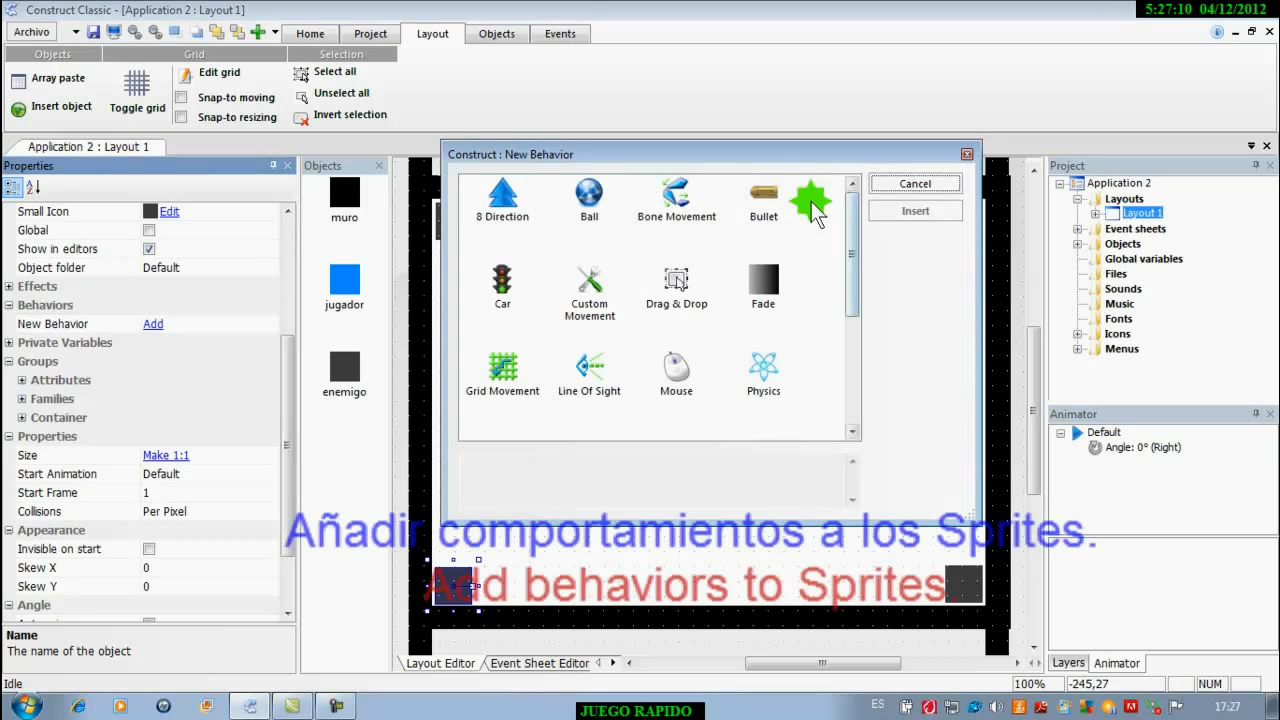 Construct Classic - [Application 2 : Layout 1]
5:27:10 04/12/2012
Archivo
Home
Project
Layout
Objects
Events
Objects
Grid
Selection
Array paste
Insert object
Toggle grid
Edit grid
Snap-to moving
Snap-to resizing
Select all
Unselect all
Invert selection
Application 2 : Layout 1
Properties
Small Icon Edit
Global
Show in editors
Object folder Default
Effects
Behaviors
New Behavior Add
Private Variables
Groups
Attributes
Families
Container
Properties
Size Make 1:1
Start Animation Default
Start Frame 1
Collisions Per Pixel
Appearance
Invisible on start
Skew X 0
Skew Y 0
Angle
Name
The name of the object
Idle
Objects
muro
jugador
enemigo
Construct : New Behavior
8 Direction
Ball
Bone Movement
Bullet
Car
Custom Movement
Drag & Drop
Fade
Grid Movement
Line Of Sight
Mouse
Physics
Cancel
Insert
Añadir comportamientos a los Sprites.
Add behaviors to Sprites.
Layout Editor
Event Sheet Editor
Project
Application 2
Layouts
Layout 1
Event sheets
Objects
Global variables
Files
Sounds
Music
Fonts
Icons
Menus
Animator
Default
Angle: 0° (Right)
Layers
Animator
100%
-245,27
NUM
JUEGO RAPIDO
ES
17:27